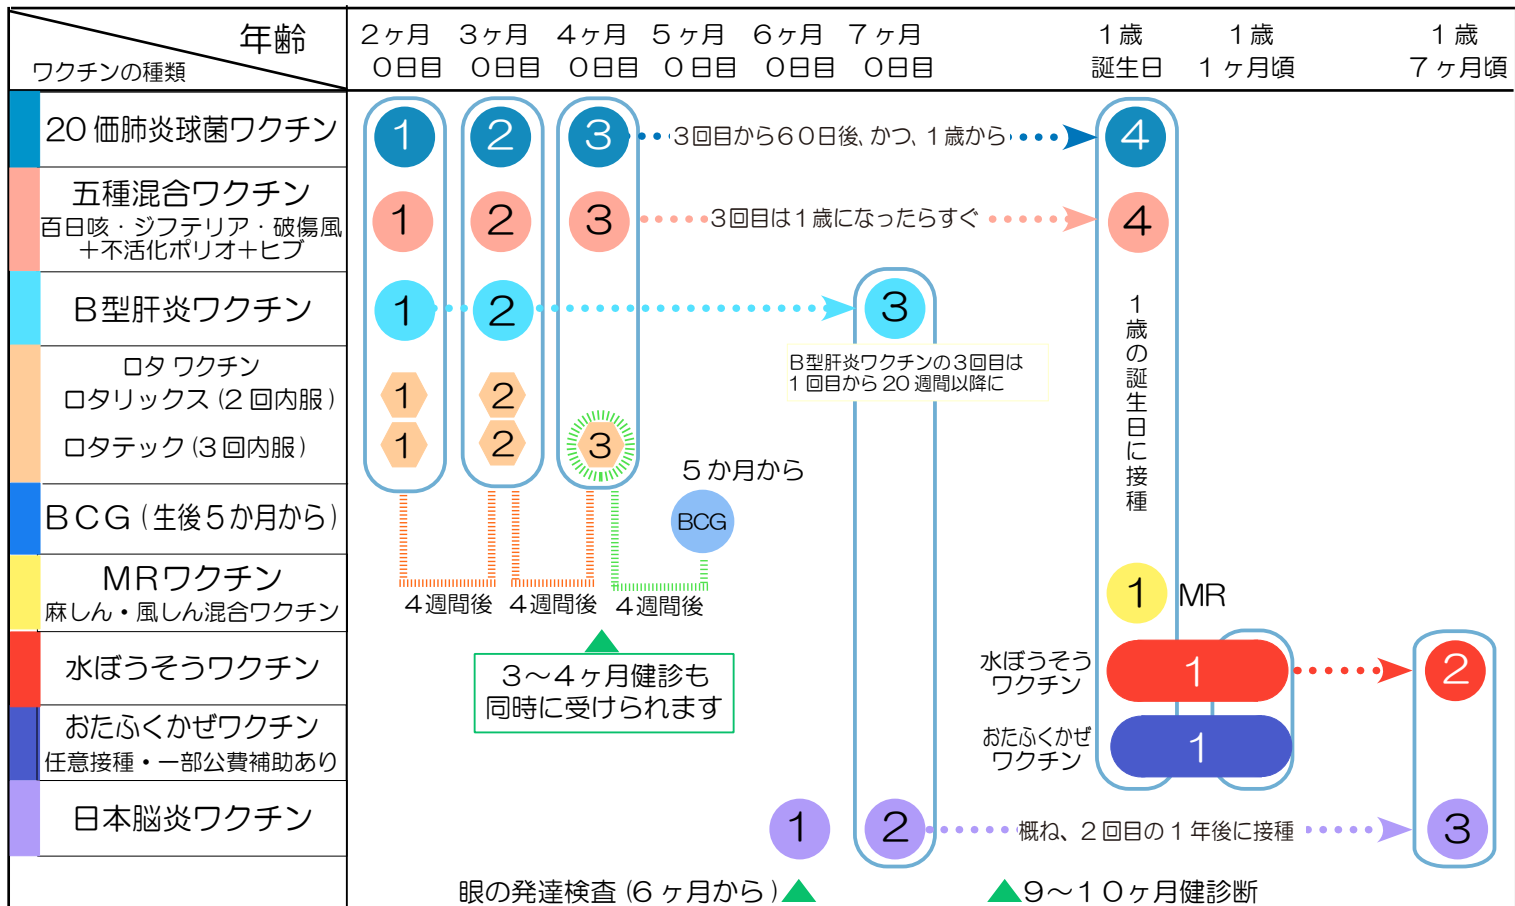 年齢
ワクチンの種類
2ヶ月 0日目
3ヶ月 0日目
4ヶ月 0日目
5ヶ月 0日目
6ヶ月 0日目
7ヶ月 0日目
1歳 誕生日
1歳 1ヶ月頃
1歳 7ヶ月頃
20価肺炎球菌ワクチン
1 2 3 3回目から60日後、かつ、1歳から 4
五種混合ワクチン
百日咳・ジフテリア・破傷風
+不活化ポリオ+ヒブ
1 2 3 3回目は1歳になったらすぐ 4
B型肝炎ワクチン
1 2 3
B型肝炎ワクチンの3回目は
1回目から20週間以降に
1歳の誕生日に接種
ロタ ワクチン
ロタリックス(2回内服)
1 2
ロタテック(3回内服)
1 2 3
BCG(生後5か月から)
5か月から
BCG
4週間後 4週間後 4週間後
MRワクチン
麻しん・風しん混合ワクチン
1 MR
3〜4ヶ月健診も
同時に受けられます
水ぼうそうワクチン
水ぼうそう
ワクチン
1 2
おたふくかぜワクチン
任意接種・一部公費補助あり
おたふくかぜ
ワクチン
1
日本脳炎ワクチン
1 2 概ね、2回目の1年後に接種 3
眼の発達検査(6ヶ月から)
9〜10ヶ月健診断